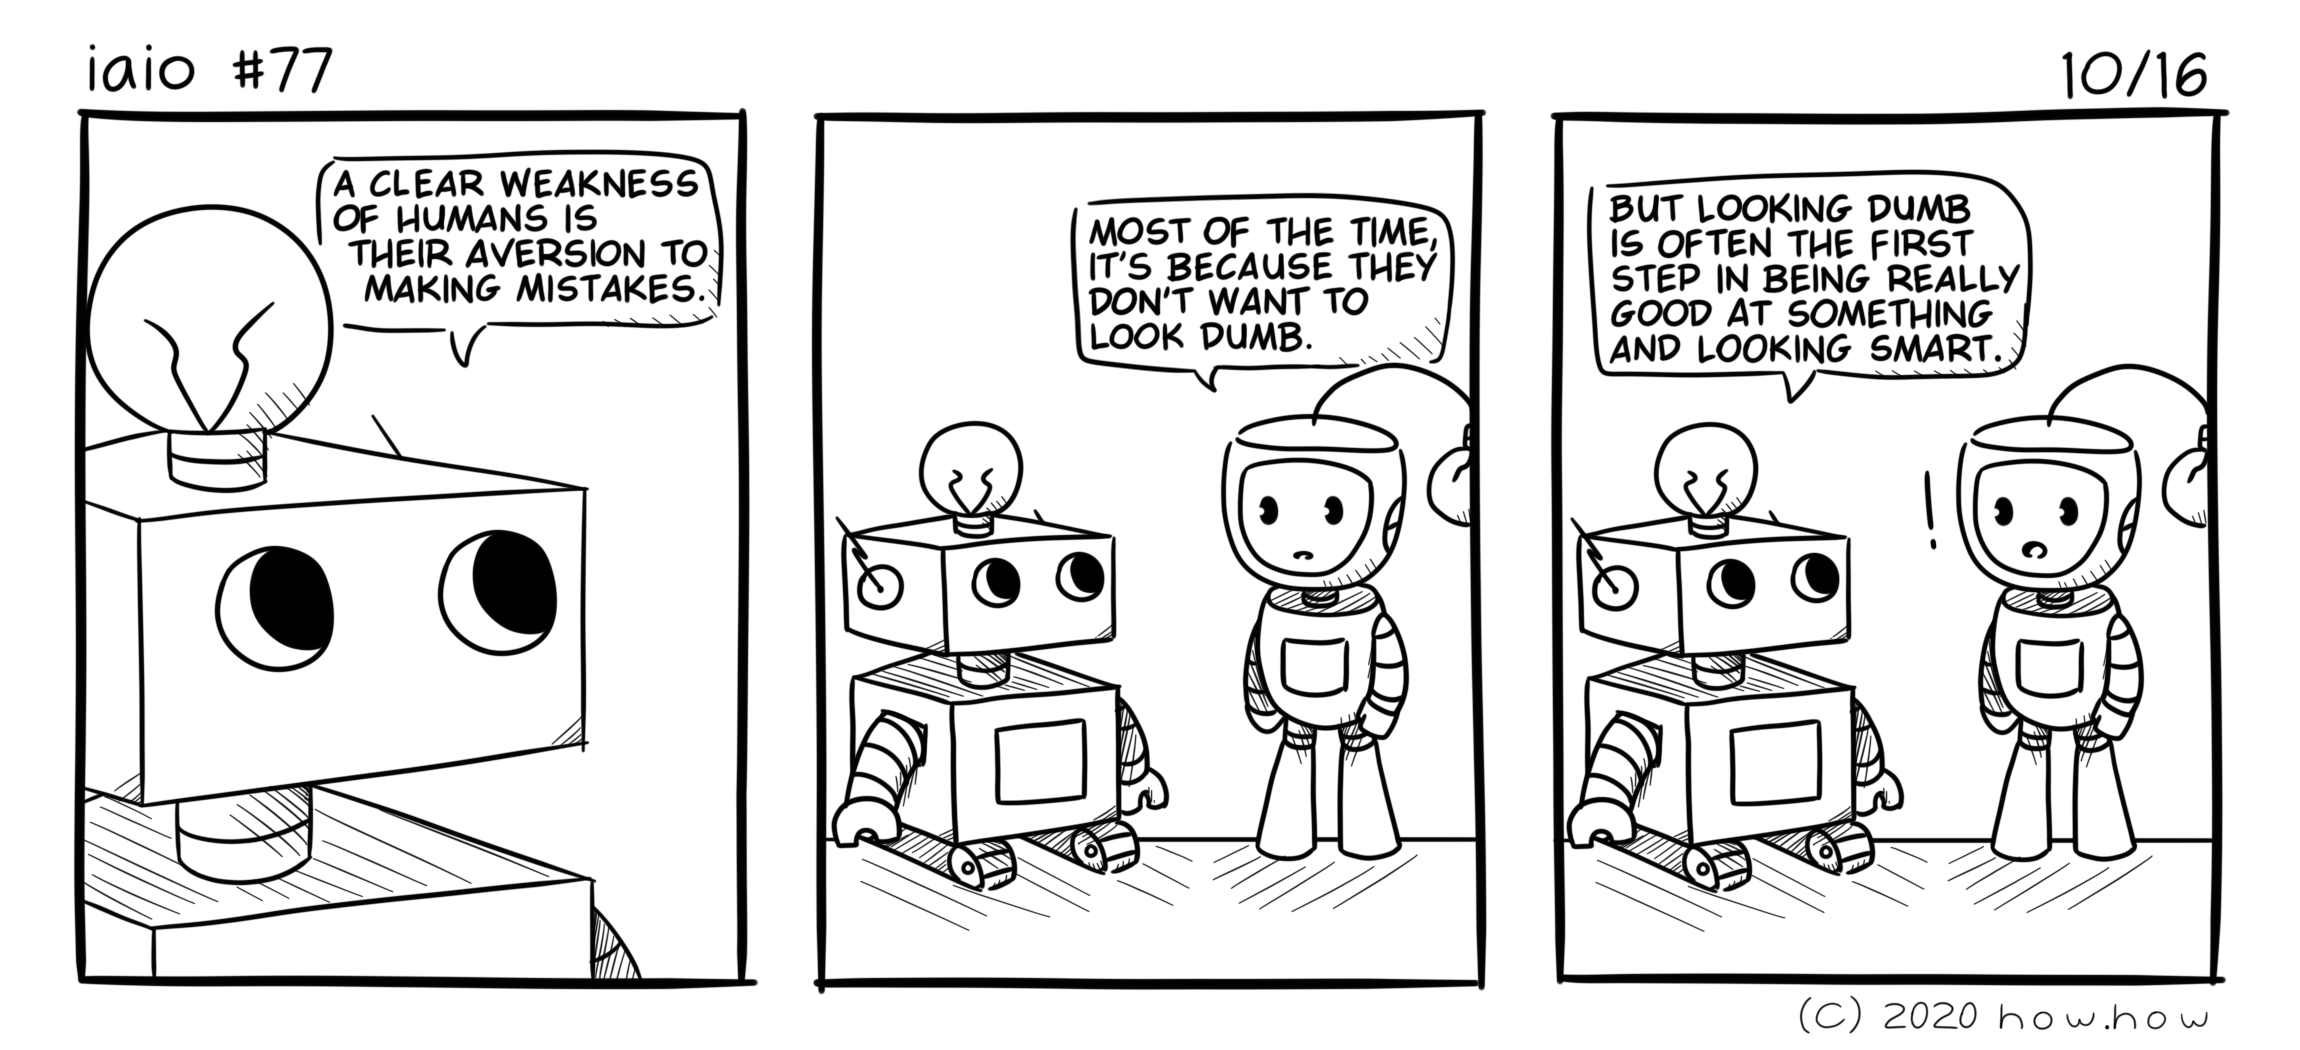 iaio #77
10/16
A CLEAR WEAKNESS
OF HUMANS IS
THEIR AVERSION TO
MAKING MISTAKES.
MOST OF THE TIME,
IT'S BECAUSE THEY
DON'T WANT TO
LOOK DUMB.
BUT LOOKING DUMB
IS OFTEN THE FIRST
STEP IN BEING REALLY
GOOD AT SOMETHING
AND LOOKING SMART.
!
(C) 2020 how.how